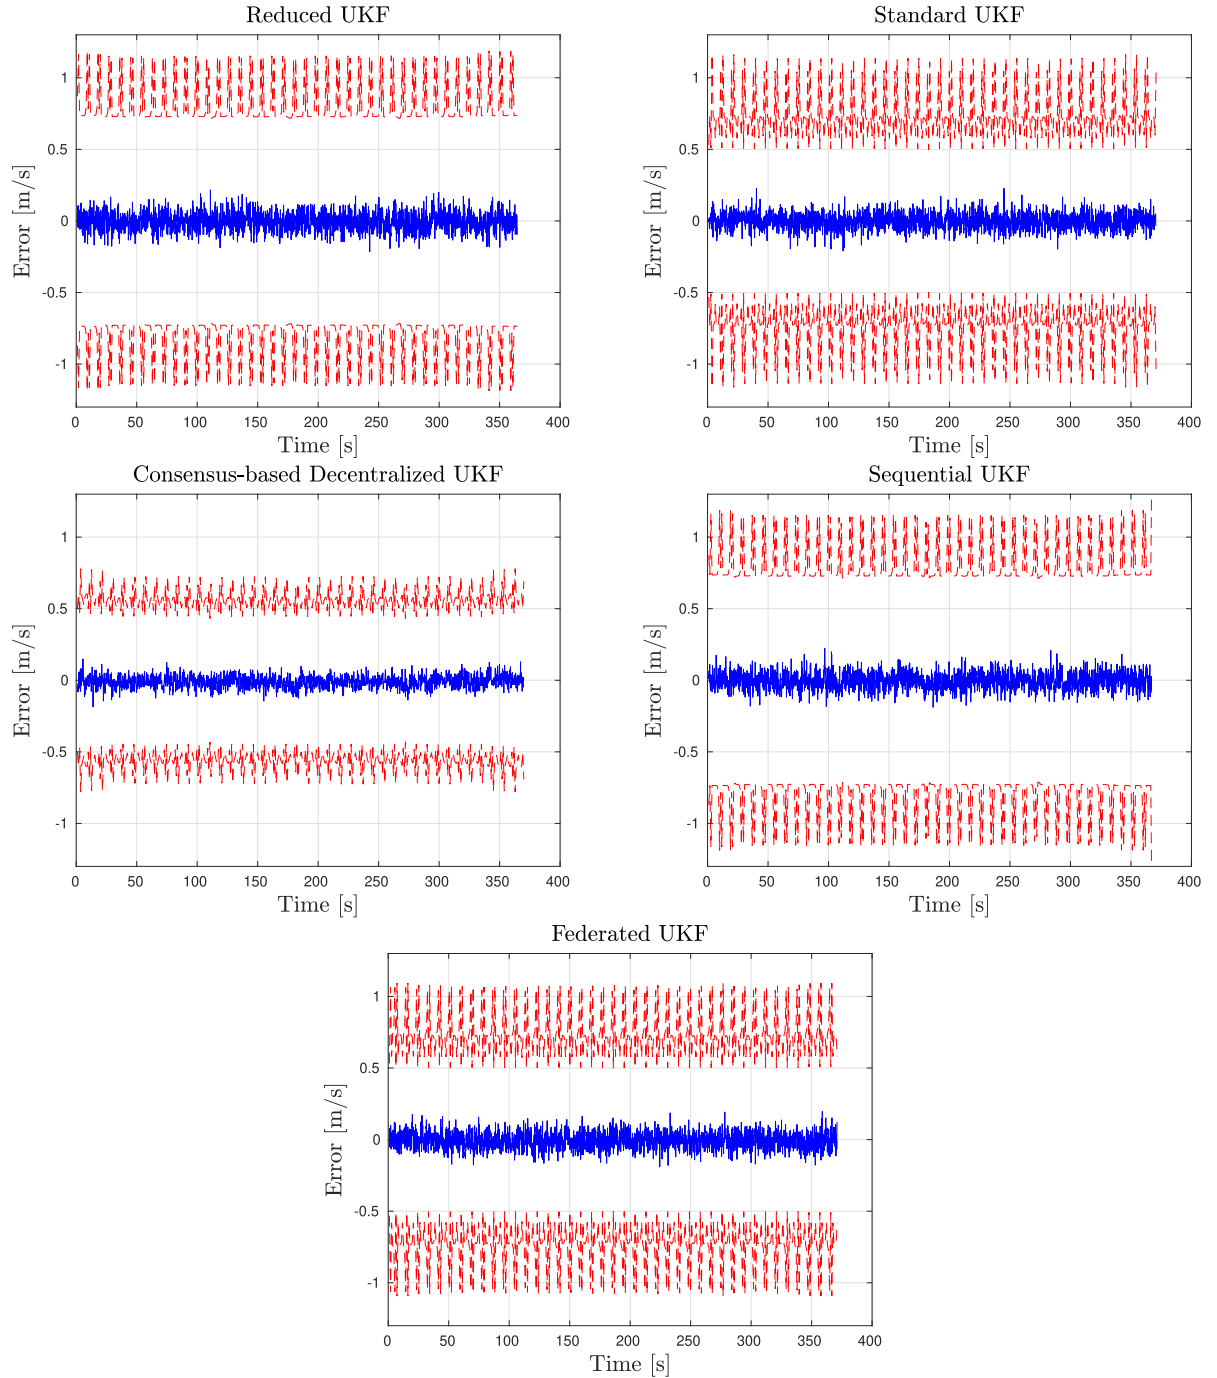 Reduced UKF
Error [m/s]
1
0.5
0
-0.5
-1
0 50 100 150 200 250 300 350 400
Time [s]
Standard UKF
Error [m/s]
1
0.5
0
-0.5
-1
0 50 100 150 200 250 300 350 400
Time [s]
Consensus-based Decentralized UKF
Error [m/s]
1
0.5
0
-0.5
-1
0 50 100 150 200 250 300 350 400
Time [s]
Sequential UKF
Error [m/s]
1
0.5
0
-0.5
-1
0 50 100 150 200 250 300 350 400
Time [s]
Federated UKF
Error [m/s]
1
0.5
0
-0.5
-1
0 50 100 150 200 250 300 350 400
Time [s]